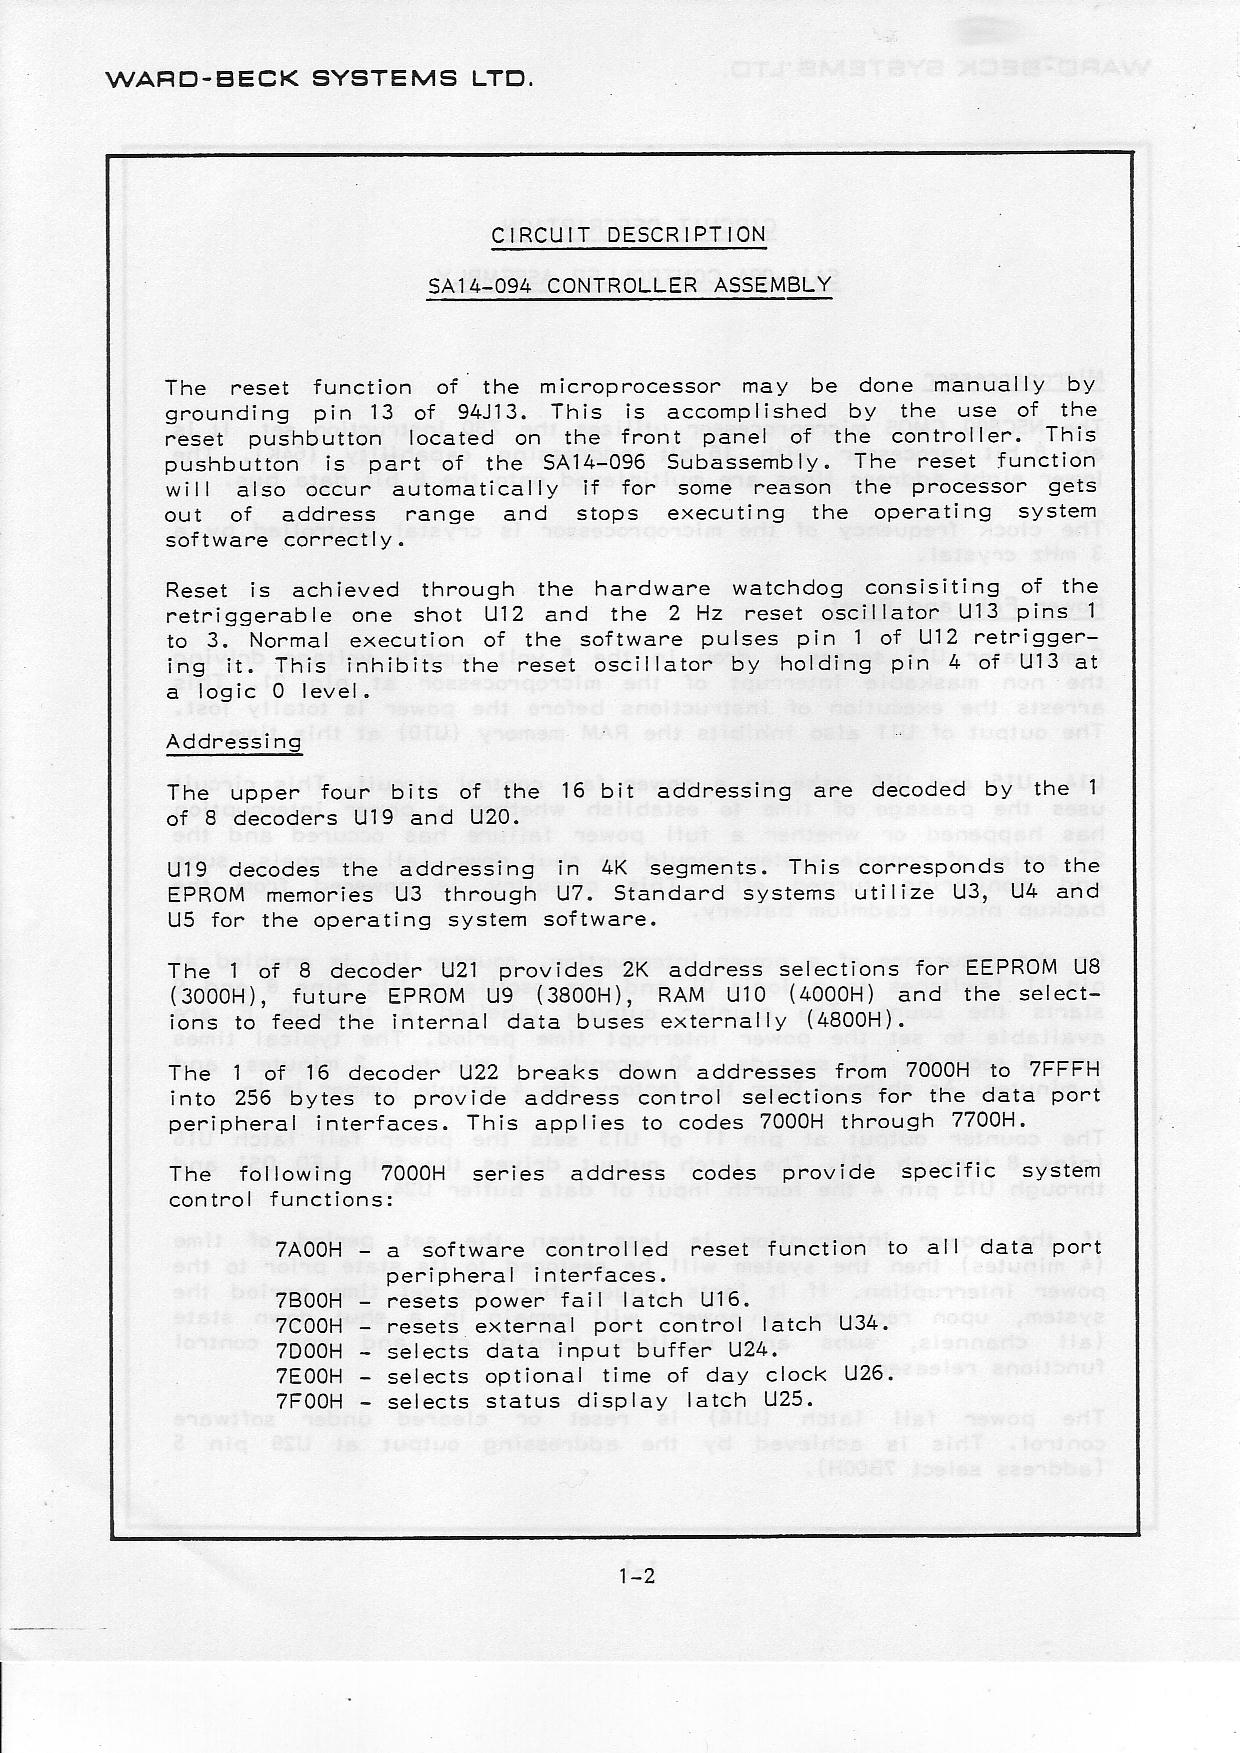 WARD-BECK SYSTEMS LTD.
CIRCUIT DESCRIPTION
SA14-094 CONTROLLER ASSEMBLY
The reset function of the microprocessor may be done manually by
grounding pin 13 of 94J13. This is accomplished by the use of the
reset pushbutton located on the front panel of the controller. This
pushbutton is part of the SA14-096 Subassembly. The reset function
will also occur automatically if for some reason the processor gets
out of address range and stops executing the operating system
software correctly.
Reset is achieved through the hardware watchdog consisiting of the
retriggerable one shot U12 and the 2 Hz reset oscillator U13 pins 1
to 3. Normal execution of the software pulses pin 1 of U12 retrigger-
ing it. This inhibits the reset oscillator by holding pin 4 of U13 at
a logic 0 level.
Addressing
The upper four bits of the 16 bit addressing are decoded by the 1
of 8 decoders U19 and U20.
U19 decodes the addressing in 4K segments. This corresponds to the
EPROM memories U3 through U7. Standard systems utilize U3, U4 and
U5 for the operating system software.
The 1 of 8 decoder U21 provides 2K address selections for EEPROM U8
(3000H), future EPROM U9 (3800H), RAM U10 (4000H) and the select-
ions to feed the internal data buses externally (4800H).
The 1 of 16 decoder U22 breaks down addresses from 7000H to 7FFFH
into 256 bytes to provide address control selections for the data port
peripheral interfaces. This applies to codes 7000H through 7700H.
The following 7000H series address codes provide specific system
control functions:
7A00H - a software controlled reset function to all data port
peripheral interfaces.
7B00H - resets power fail latch U16.
7C00H - resets external port control latch U34.
7D00H - selects data input buffer U24.
7E00H - selects optional time of day clock U26.
7F00H - selects status display latch U25.
1-2